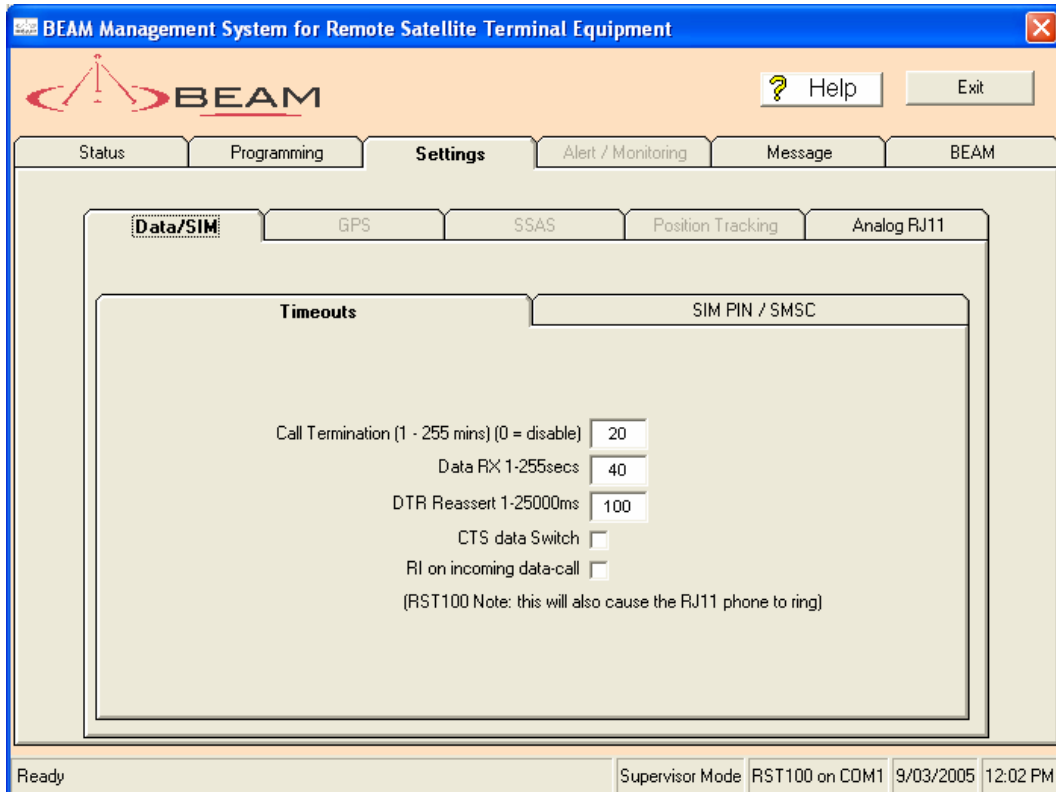 BEAM Management System for Remote Satellite Terminal Equipment
BEAM
? Help
Exit
Status
Programming
Settings
Alert / Monitoring
Message
BEAM
Data/SIM
GPS
SSAS
Position Tracking
Analog RJ11
Timeouts
SIM PIN / SMSC
Call Termination (1 - 255 mins) (0 = disable) 20
Data RX 1-255secs 40
DTR Reassert 1-25000ms 100
CTS data Switch
RI on incoming data-call
(RST100 Note: this will also cause the RJ11 phone to ring)
Ready
Supervisor Mode
RST100 on COM1
9/03/2005
12:02 PM